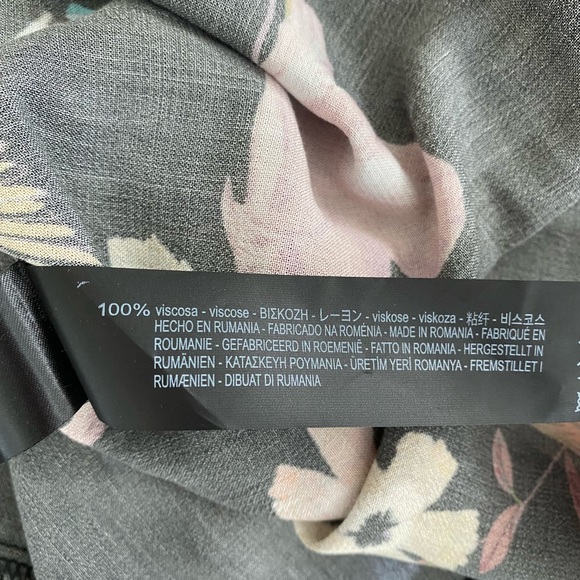 100% viscosa - viscose - ΒΙΣΚΟΖΗ - レーヨン - viskose - viskoza - 粘纤 - 비스코스
HECHO EN RUMANIA - FABRICADO NA ROMÉNIA - MADE IN ROMANIA - FABRIQUÉ EN
ROUMANIE - GEFABRICEERD IN ROEMENIË - FATTO IN ROMANIA - HERGESTELLT IN
RUMÄNIEN - ΚΑΤΑΣΚΕΥΗ ΡΟΥΜΑΝΙΑ - ÜRETİM YERİ ROMANYA - FREMSTILLET I
RUMÆNIEN - DIBUAT DI RUMANIA